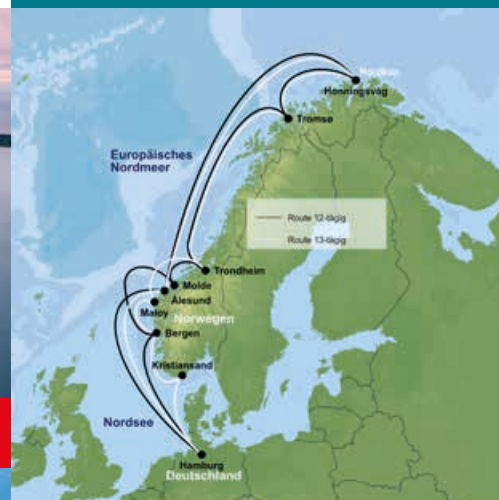 Nordkap
Honningsvåg
Tromsø
Europäisches
Nordmeer
Route 12-tägig
Route 13-tägig
Trondheim
Molde
Ålesund
Måløy
Norwegen
Bergen
Kristiansand
Nordsee
Hamburg
Deutschland